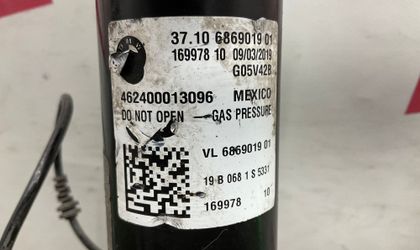 37.10 6869019 01
169978 10 09/03/2019
G05V42B
462400013096 MEXICO
DO NOT OPEN — GAS PRESSURE
VL 6869019 01
19 B 068 1 S 5331
169978 10